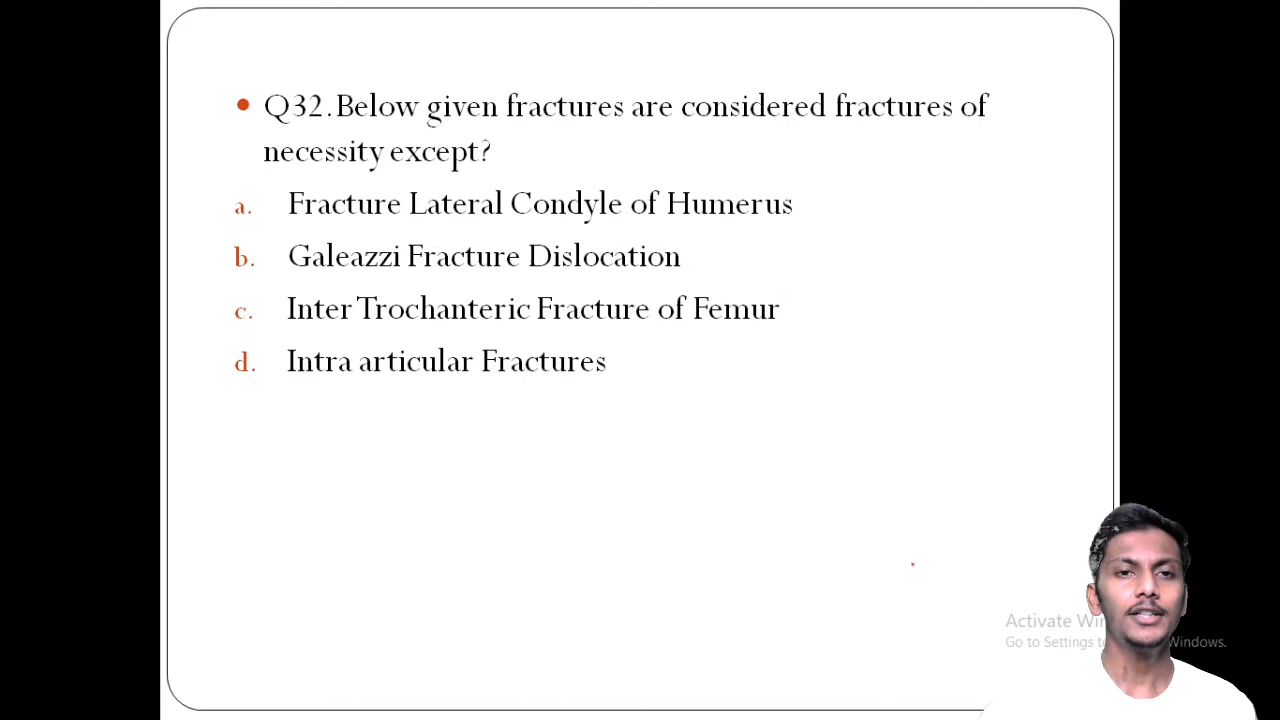 Q32. Below given fractures are considered fractures of
necessity except?
a. Fracture Lateral Condyle of Humerus
b. Galeazzi Fracture Dislocation
c. Inter Trochanteric Fracture of Femur
d. Intra articular Fractures
Activate
Go to Settings Windows.